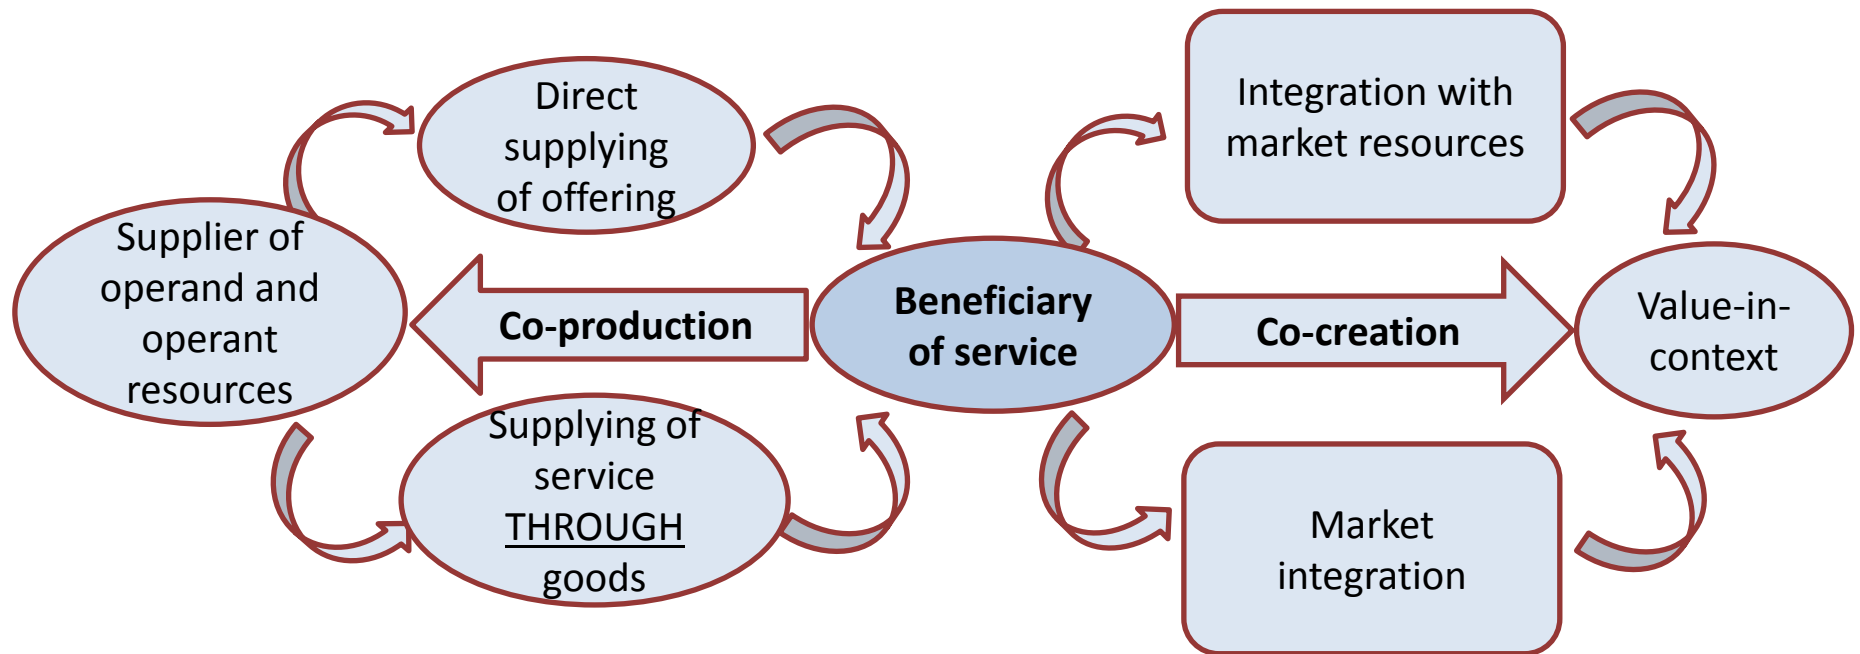 Direct
supplying
of offering
Supplier of
operand and
operant
resources
Co-production
Supplying of
service
THROUGH
goods
Beneficiary
of service
Integration with
market resources
Co-creation
Market
integration
Value-in-
context